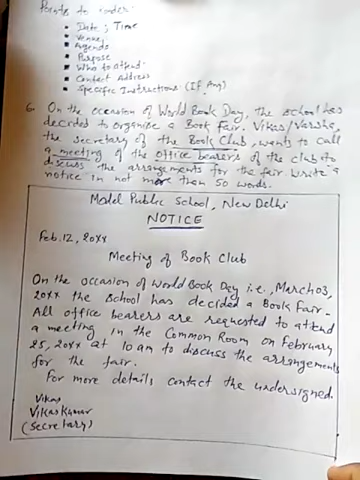 Points to ponder:
Date, Time
Venue,
Agenda
Purpose
Who to attend.
Contact Address
Specific Instructions (If Any)
6. On the occasion of World Book Day, the school has
decided to organize a Book Fair. Vikas/Varsha,
the secretary of the Book Club, wants to call
a meeting of the office bearers of the club to
discuss the arrangements for the fair write a
notice in not more than 50 words.
Model Public School, New Delhi
NOTICE
Feb. 12, 20xx
Meeting of Book Club
On the occasion of World Book Day i.e., March 03,
20xx the school has decided a Book Fair.
All office bearers are requested to attend
a meeting in the Common Room on February
25, 20xx at 10 am to discuss the arrangements
for the fair.
For more details contact the undersigned.
Vikas
Vikas Kumar
(Secretary)